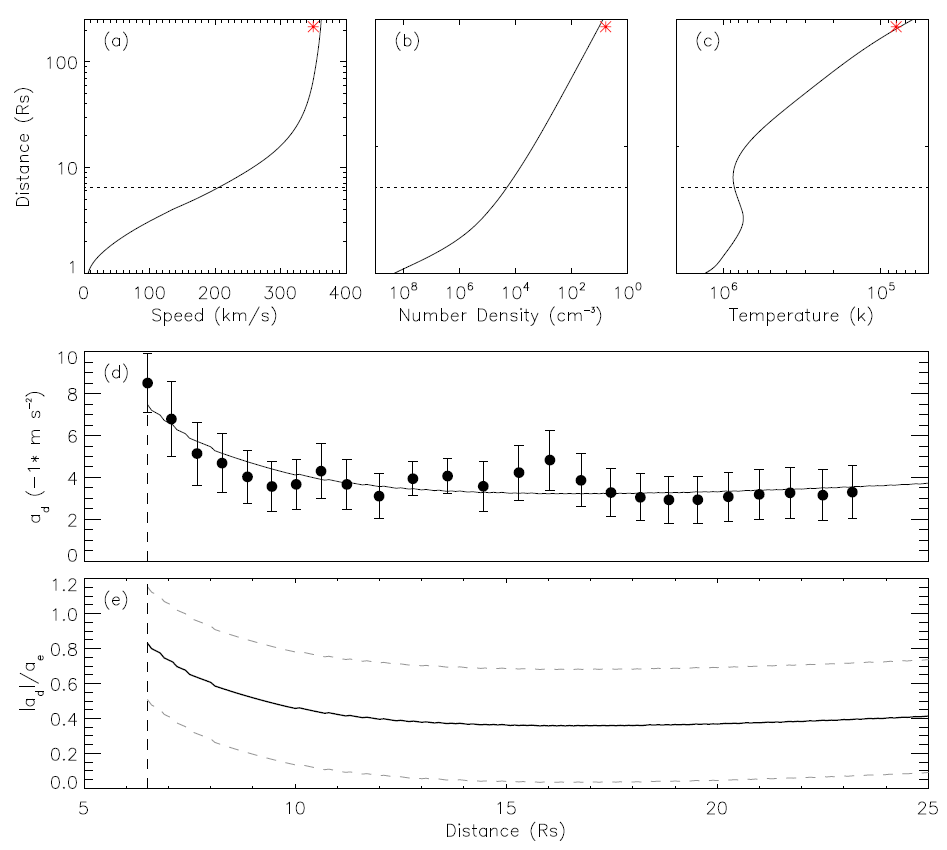 (a) (b) (c)
100
10
1
Distance (Rs)
0 100 200 300 400
Speed (km/s)
10⁸ 10⁶ 10⁴ 10² 10⁰
Number Density (cm⁻³)
10⁶ 10⁵
Temperature (k)
(d)
10
8
6
4
2
0
a_d (-1* m s⁻²)
(e)
1.2
1.0
0.8
0.6
0.4
0.2
0.0
|a_d|/a_e
5 10 15 20 25
Distance (Rs)